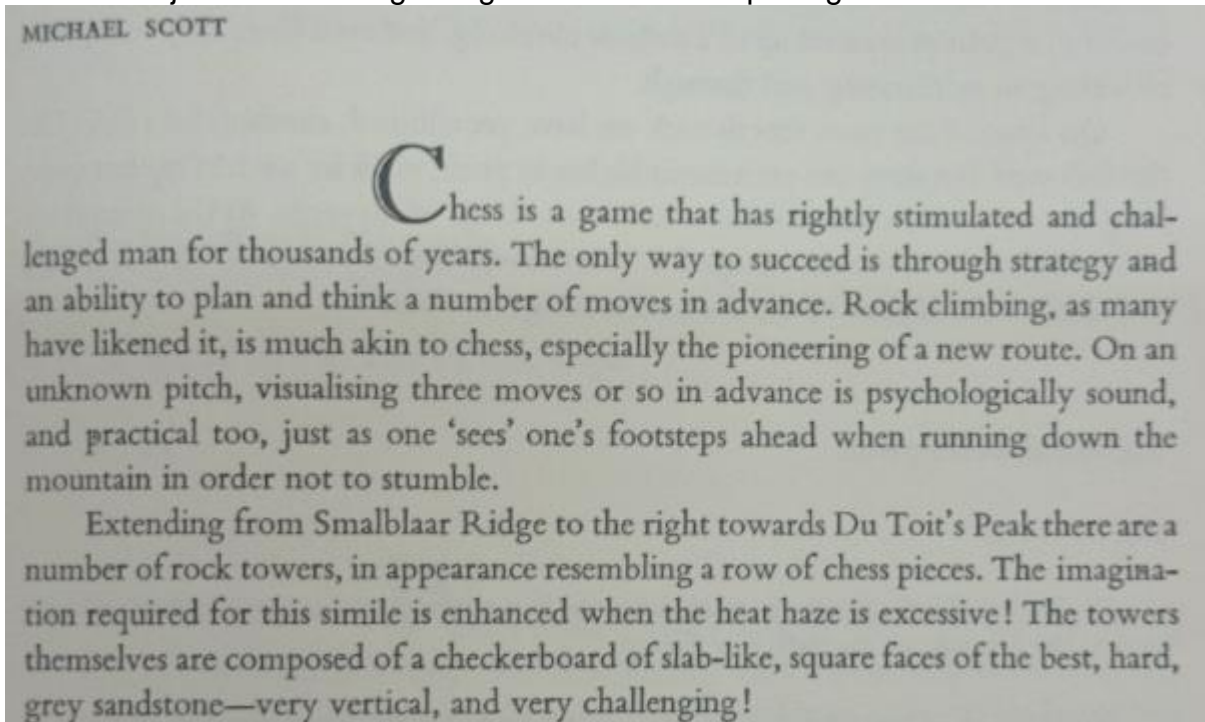 MICHAEL SCOTT
Chess is a game that has rightly stimulated and chal-
lenged man for thousands of years. The only way to succeed is through strategy and
an ability to plan and think a number of moves in advance. Rock climbing, as many
have likened it, is much akin to chess, especially the pioneering of a new route. On an
unknown pitch, visualising three moves or so in advance is psychologically sound,
and practical too, just as one ‘sees’ one’s footsteps ahead when running down the
mountain in order not to stumble.
Extending from Smalblaar Ridge to the right towards Du Toit’s Peak there are a
number of rock towers, in appearance resembling a row of chess pieces. The imagina-
tion required for this simile is enhanced when the heat haze is excessive! The towers
themselves are composed of a checkerboard of slab-like, square faces of the best, hard,
grey sandstone—very vertical, and very challenging!